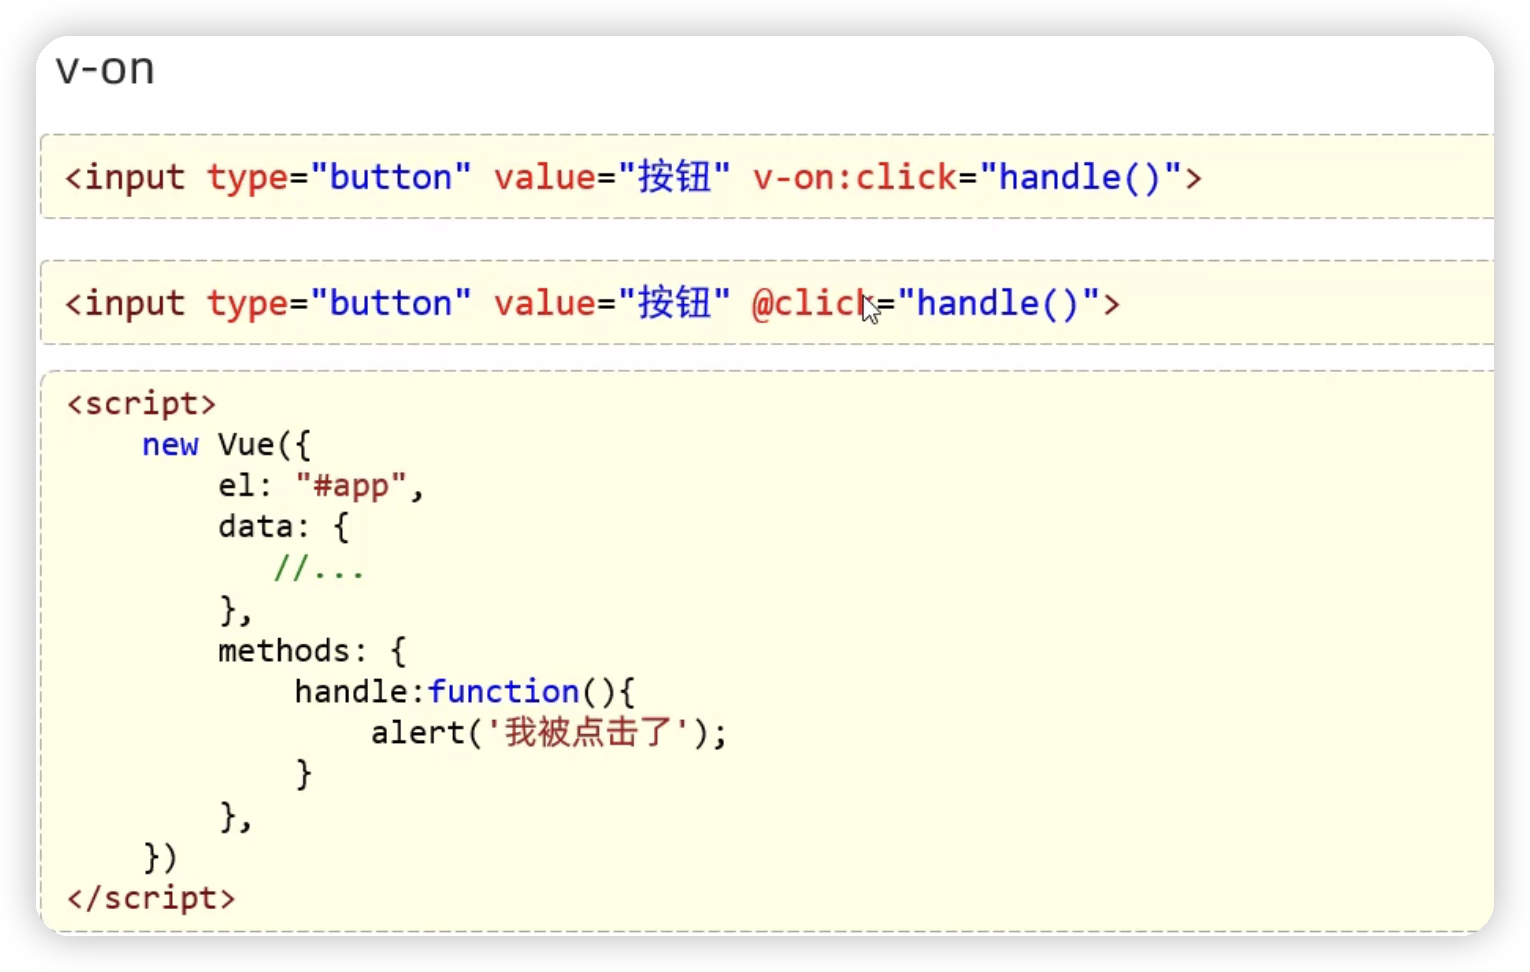 v-on
<input type="button" value="按钮" v-on:click="handle()">
<input type="button" value="按钮" @click="handle()">
<script>
new Vue({
el: "#app",
data: {
//...
},
methods: {
handle:function(){
alert('我被点击了');
}
},
})
</script>